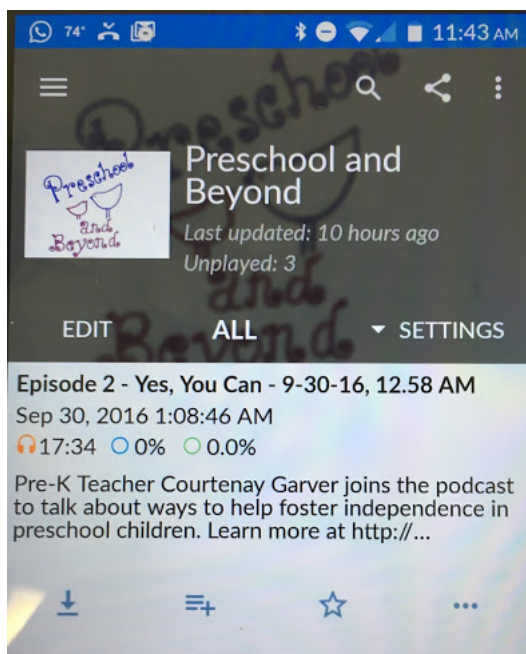 74°
11:43 AM
Preschool
and
Beyond
Preschool and
Beyond
Last updated: 10 hours ago
Unplayed: 3
Preschool
and
Beyond.
EDIT
ALL
SETTINGS
Episode 2 - Yes, You Can - 9-30-16, 12.58 AM
Sep 30, 2016 1:08:46 AM
17:34 0% 0.0%
Pre-K Teacher Courtenay Garver joins the podcast
to talk about ways to help foster independence in
preschool children. Learn more at http://...